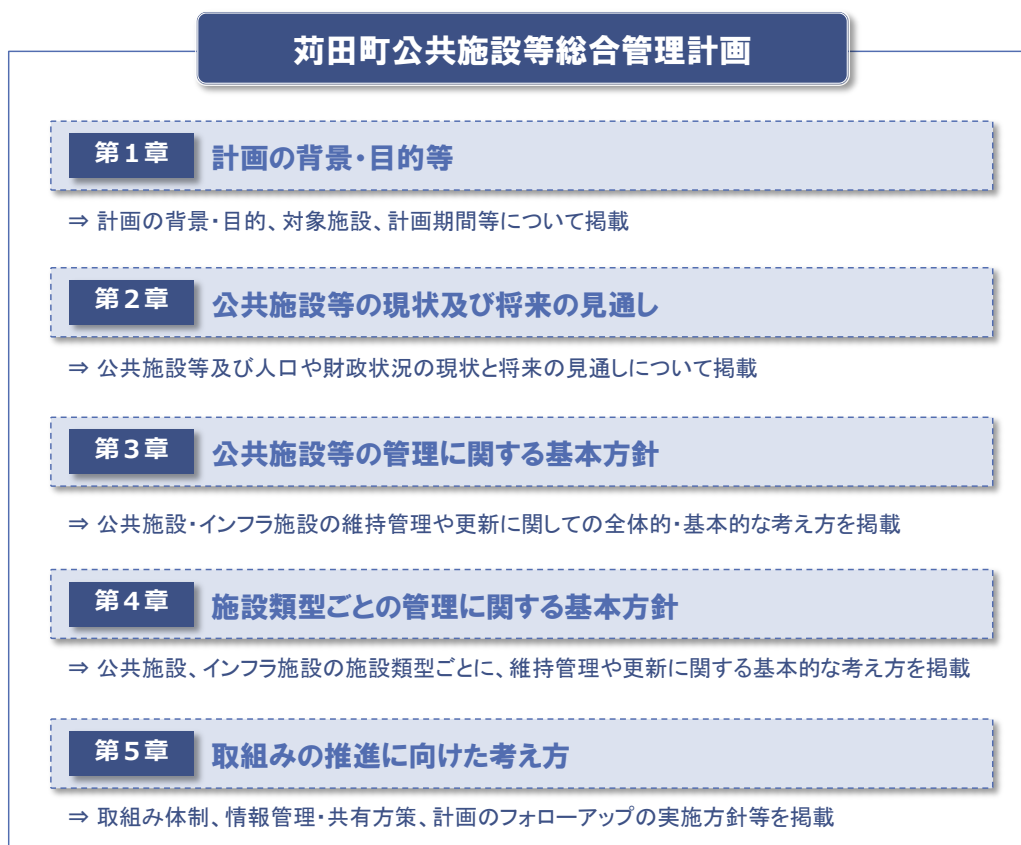 苅田町公共施設等総合管理計画
第1章 計画の背景・目的等
⇒ 計画の背景・目的、対象施設、計画期間等について掲載
第2章 公共施設等の現状及び将来の見通し
⇒ 公共施設等及び人口や財政状況の現状と将来の見通しについて掲載
第3章 公共施設等の管理に関する基本方針
⇒ 公共施設・インフラ施設の維持管理や更新に関しての全体的・基本的な考え方を掲載
第4章 施設類型ごとの管理に関する基本方針
⇒ 公共施設、インフラ施設の施設類型ごとに、維持管理や更新に関する基本的な考え方を掲載
第5章 取組みの推進に向けた考え方
⇒ 取組み体制、情報管理・共有方策、計画のフォローアップの実施方針等を掲載